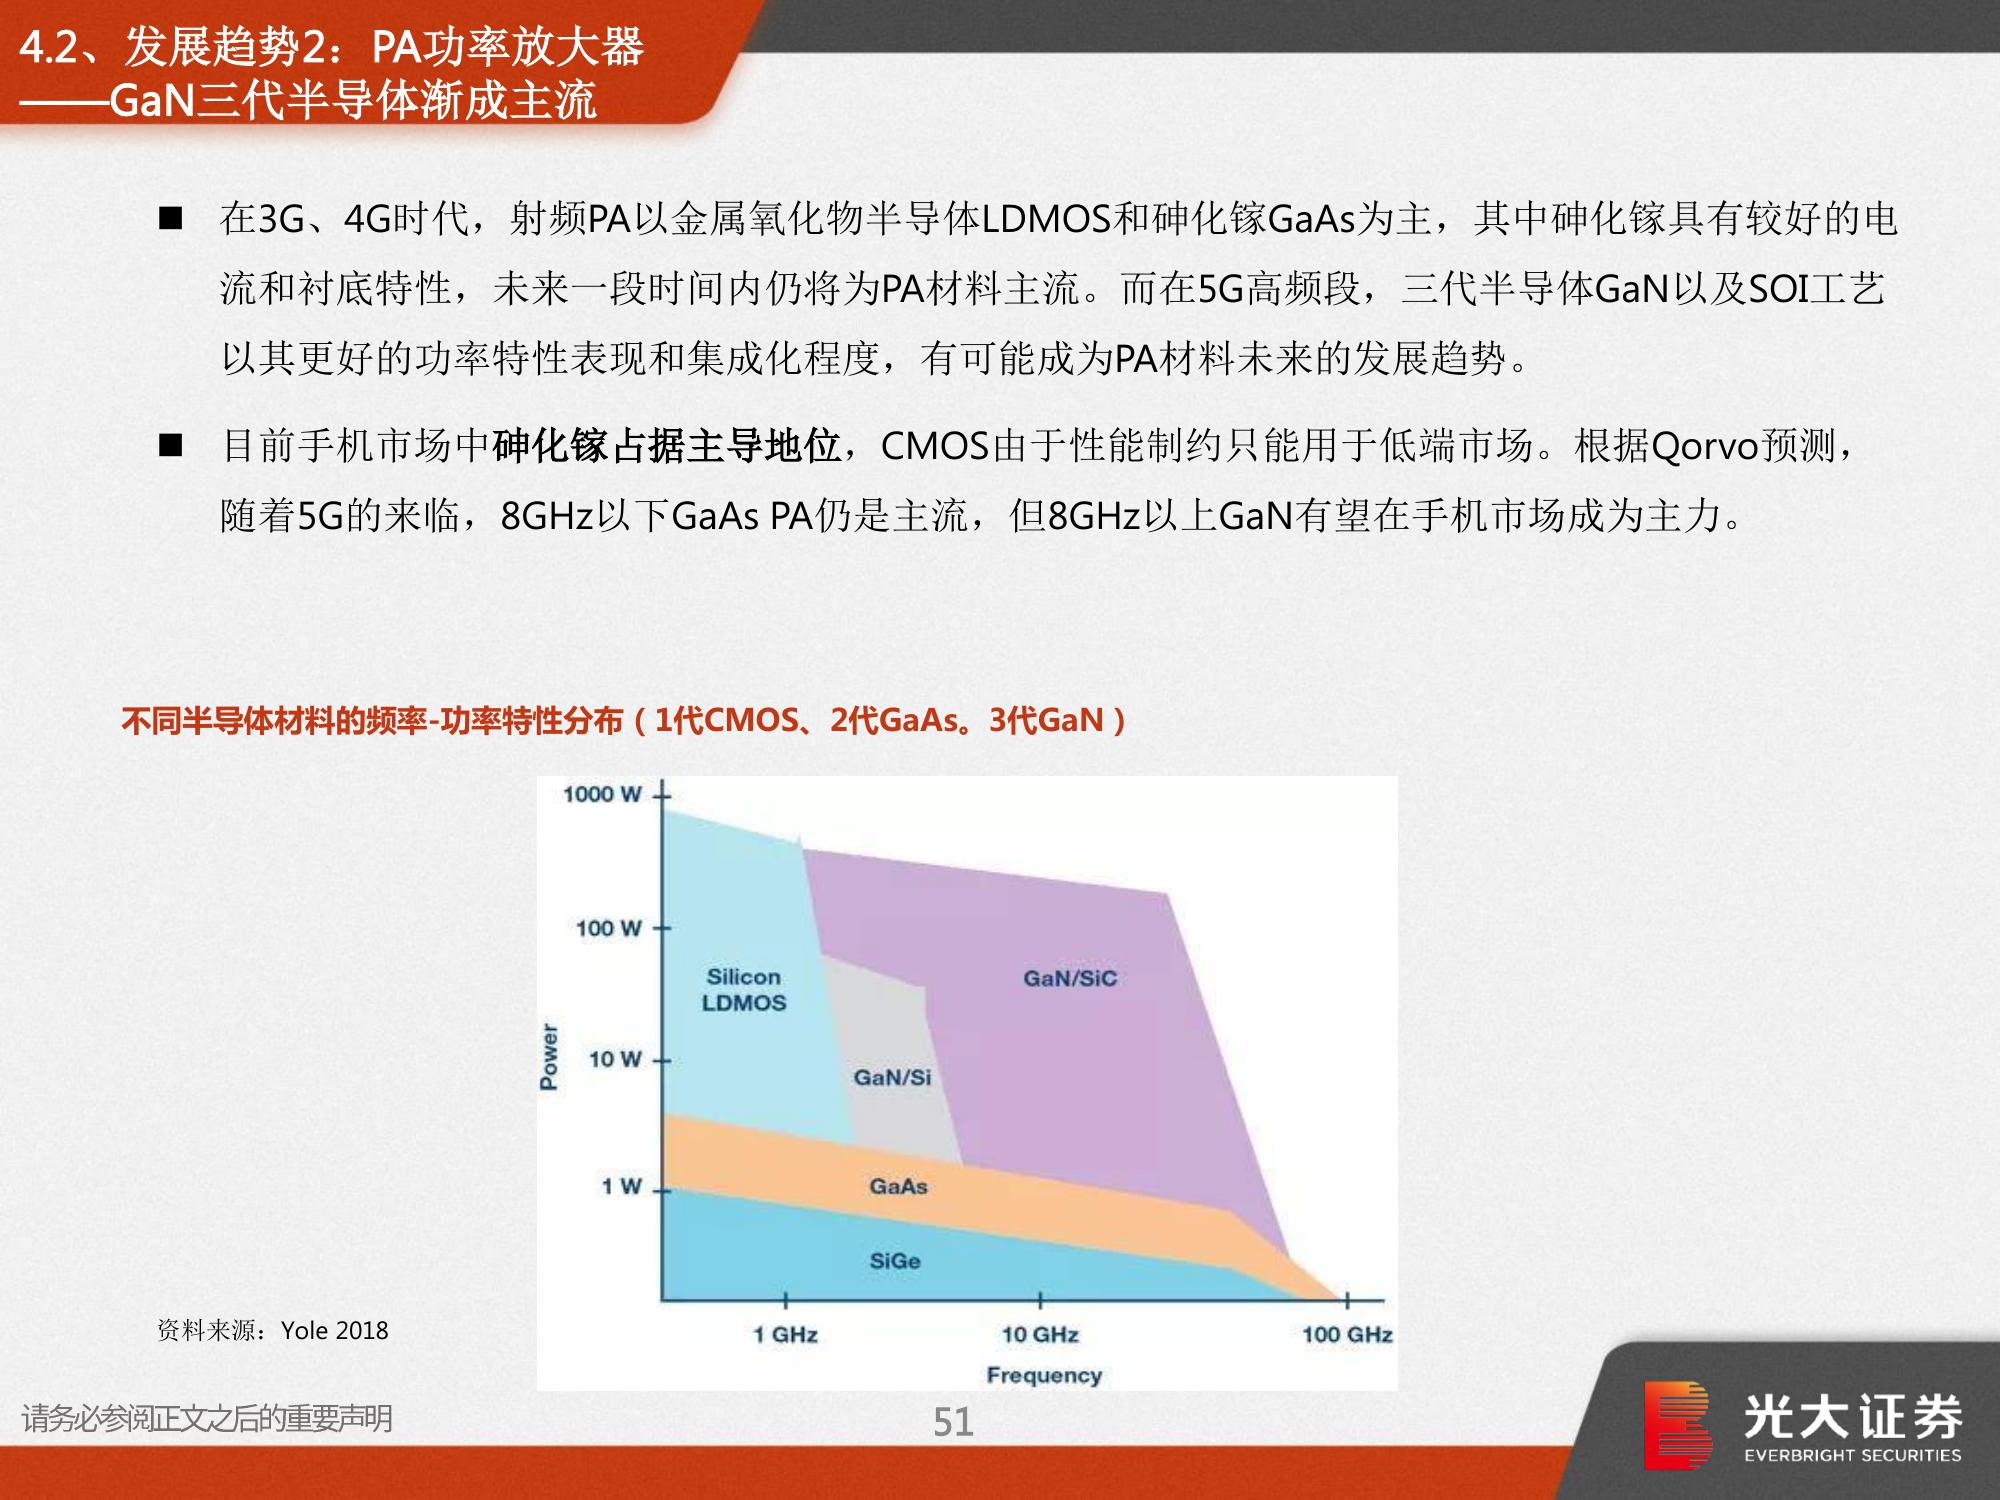 4.2、发展趋势2：PA功率放大器
——GaN三代半导体渐成主流
■ 在3G、4G时代，射频PA以金属氧化物半导体LDMOS和砷化镓GaAs为主，其中砷化镓具有较好的电
流和衬底特性，未来一段时间内仍将为PA材料主流。而在5G高频段，三代半导体GaN以及SOI工艺
以其更好的功率特性表现和集成化程度，有可能成为PA材料未来的发展趋势。
■ 目前手机市场中砷化镓占据主导地位，CMOS由于性能制约只能用于低端市场。根据Qorvo预测，
随着5G的来临，8GHz以下GaAs PA仍是主流，但8GHz以上GaN有望在手机市场成为主力。
不同半导体材料的频率-功率特性分布（1代CMOS、2代GaAs。3代GaN）
1000 W
100 W
10 W
1 W
Power
Silicon
LDMOS
GaN/SiC
GaN/Si
GaAs
SiGe
1 GHz
10 GHz
100 GHz
Frequency
资料来源：Yole 2018
请务必参阅正文之后的重要声明
51
光大证券
EVERBRIGHT SECURITIES